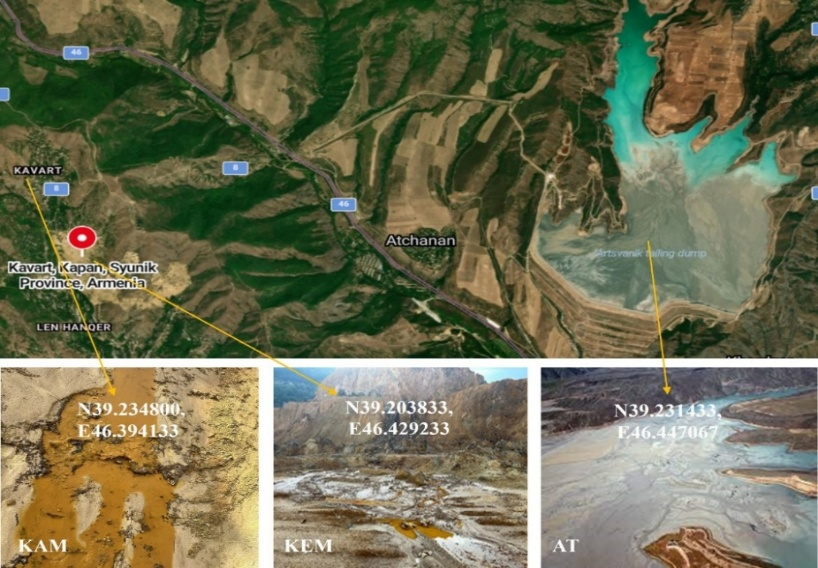 46
8
KAVART
8
46
Atchanan
Artsvanik tailing dump
Kavart, Kapan, Syunik
Province, Armenia
LEN HANQER
N39.234800,
E46.394133
KAM
N39.203833,
E46.429233
KEM
N39.231433,
E46.447067
AT